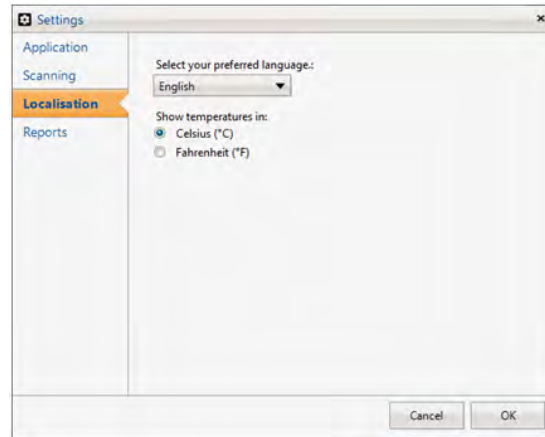 Settings
Application
Scanning
Localisation
Reports
Select your preferred language.:
English
Show temperatures in:
Celsius (°C)
Fahrenheit (°F)
Cancel
OK